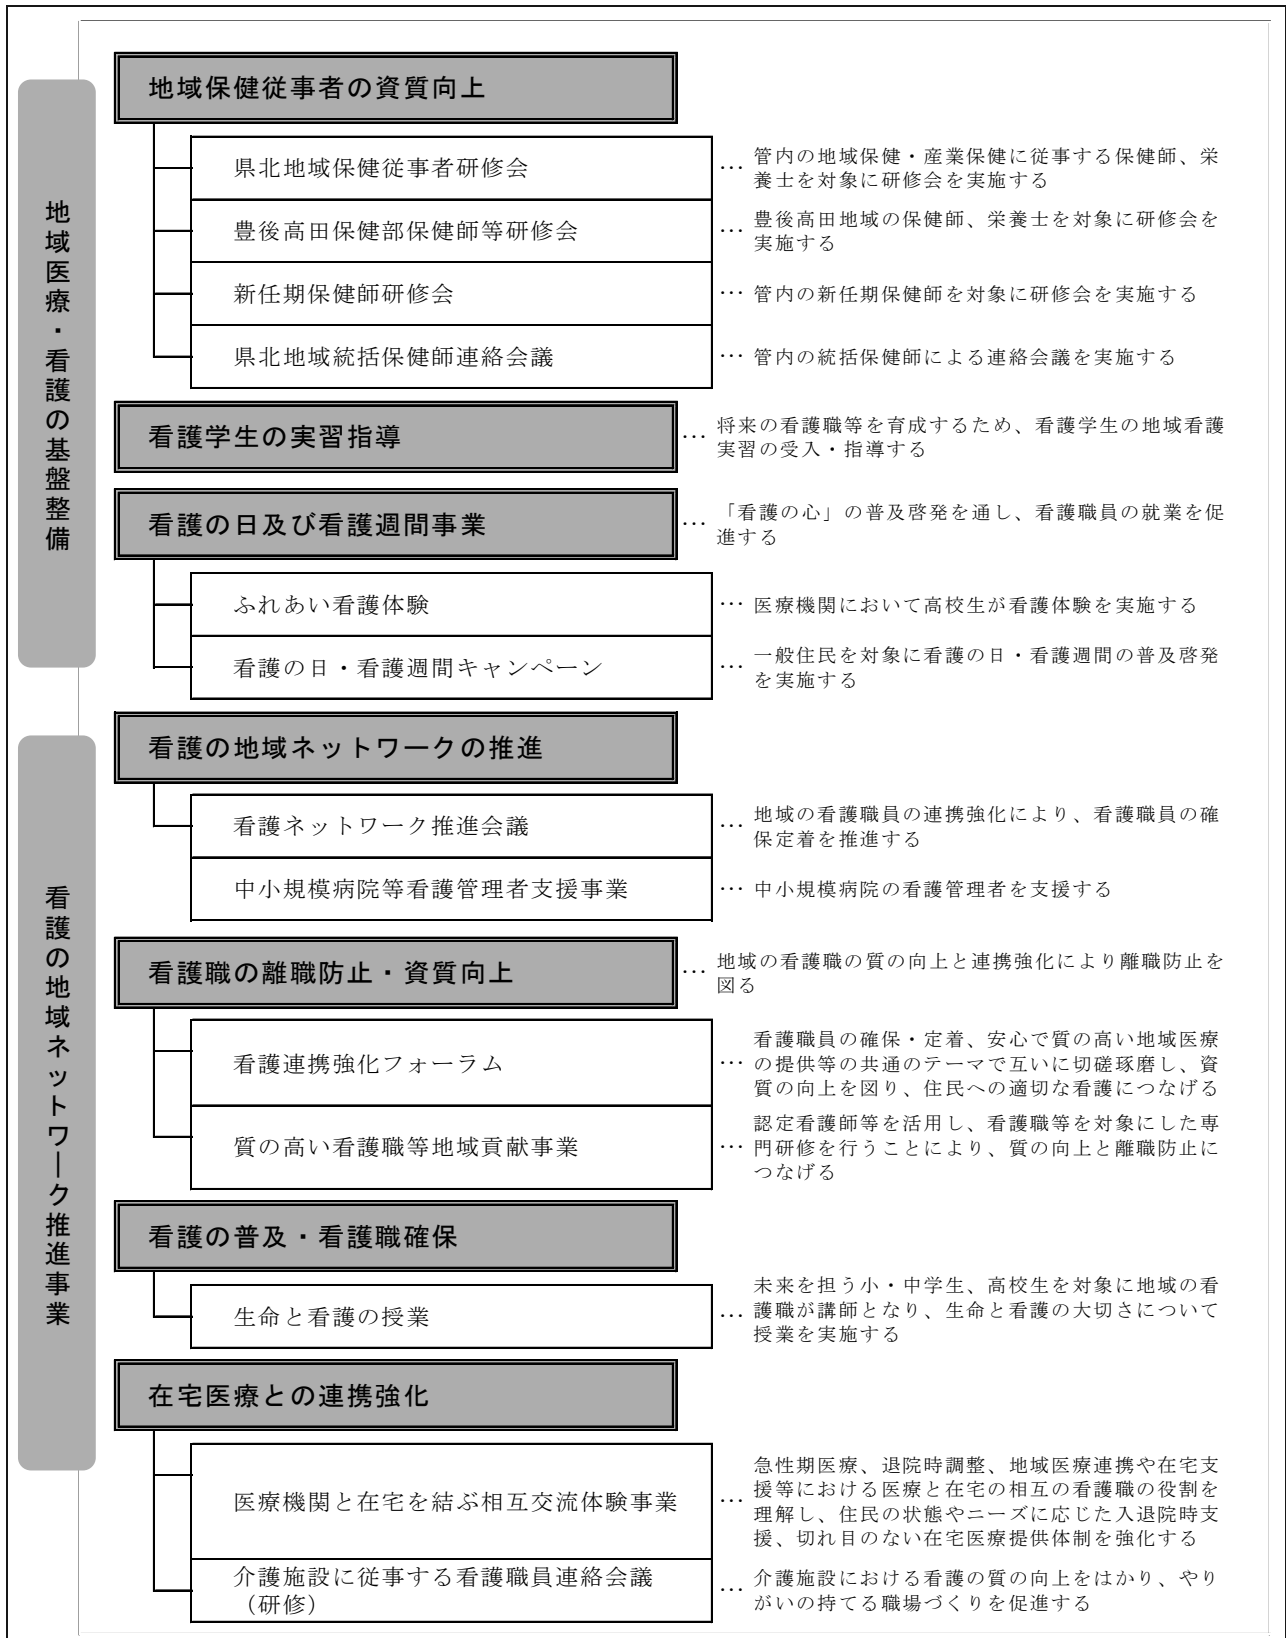 地域医療・看護の基盤整備
地域保健従事者の資質向上
県北地域保健従事者研修会
… 管内の地域保健・産業保健に従事する保健師、栄
養士を対象に研修会を実施する
豊後高田保健部保健師等研修会
… 豊後高田地域の保健師、栄養士を対象に研修会を
実施する
新任期保健師研修会
… 管内の新任期保健師を対象に研修会を実施する
県北地域統括保健師連絡会議
… 管内の統括保健師による連絡会議を実施する
看護学生の実習指導
… 将来の看護職等を育成するため、看護学生の地域看護
実習の受入・指導する
看護の日及び看護週間事業
… 「看護の心」の普及啓発を通し、看護職員の就業を促
進する
ふれあい看護体験
… 医療機関において高校生が看護体験を実施する
看護の日・看護週間キャンペーン
… 一般住民を対象に看護の日・看護週間の普及啓発
を実施する
看護の地域ネットワーク推進事業
看護の地域ネットワークの推進
看護ネットワーク推進会議
… 地域の看護職員の連携強化により、看護職員の確
保定着を推進する
中小規模病院等看護管理者支援事業
… 中小規模病院の看護管理者を支援する
看護職の離職防止・資質向上
… 地域の看護職の質の向上と連携強化により離職防止を
図る
看護連携強化フォーラム
看護職員の確保・定着、安心で質の高い地域医療
… の提供等の共通のテーマで互いに切磋琢磨し、資
質の向上を図り、住民への適切な看護につなげる
質の高い看護職等地域貢献事業
認定看護師等を活用し、看護職等を対象にした専
… 門研修を行うことにより、質の向上と離職防止に
つなげる
看護の普及・看護職確保
生命と看護の授業
未来を担う小・中学生、高校生を対象に地域の看
… 護職が講師となり、生命と看護の大切さについて
授業を実施する
在宅医療との連携強化
医療機関と在宅を結ぶ相互交流体験事業
急性期医療、退院時調整、地域医療連携や在宅支
… 援等における医療と在宅の相互の看護職の役割を
理解し、住民の状態やニーズに応じた入退院時支
援、切れ目のない在宅医療提供体制を強化する
介護施設に従事する看護職員連絡会議
（研修）
… 介護施設における看護の質の向上をはかり、やり
がいの持てる職場づくりを促進する